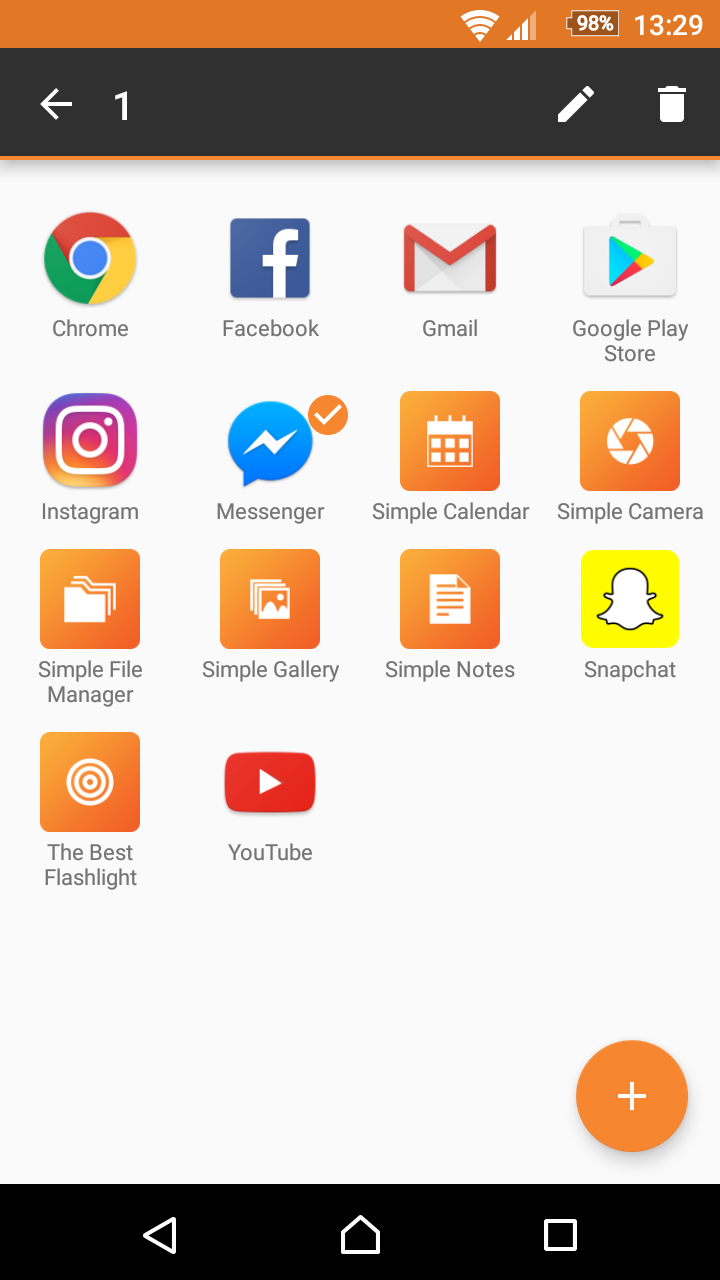 98% 13:29
1
Chrome
Facebook
Gmail
Google Play
Store
Instagram
Messenger
Simple Calendar
Simple Camera
Simple File
Manager
Simple Gallery
Simple Notes
Snapchat
The Best
Flashlight
YouTube